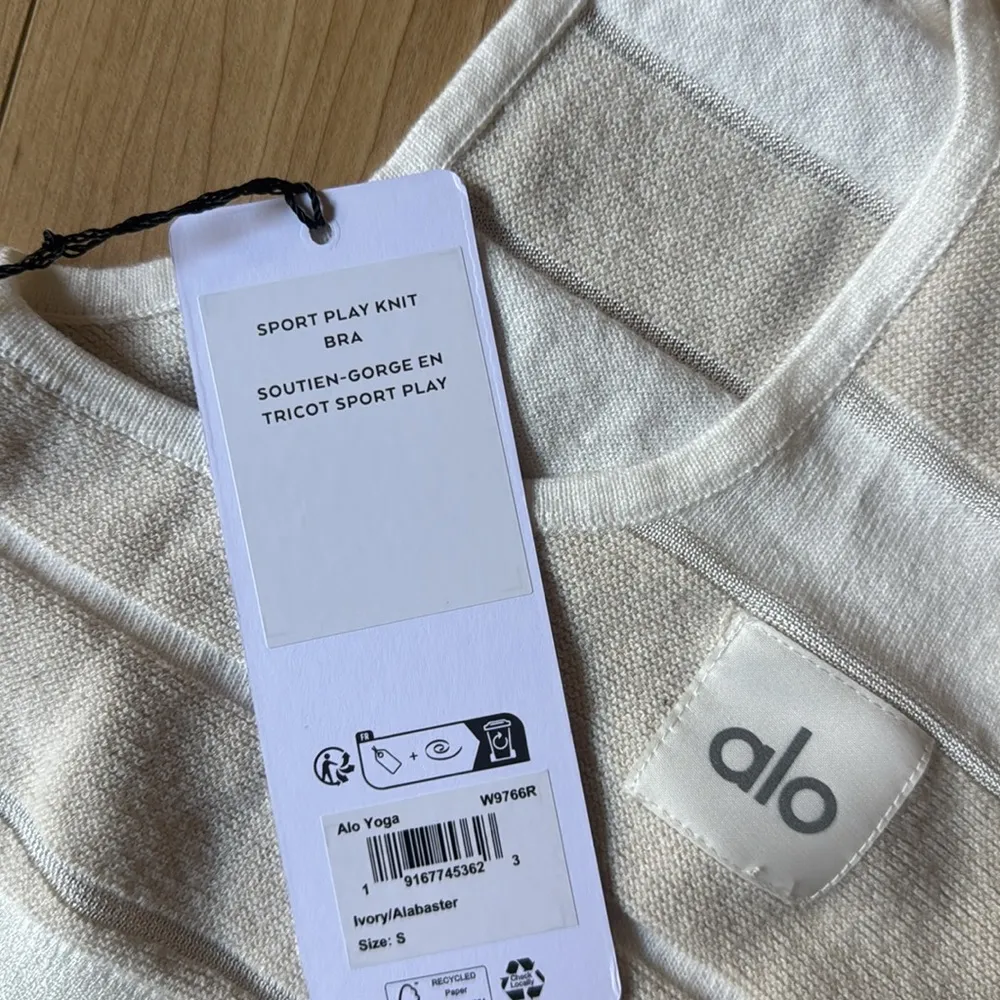 SPORT PLAY KNIT
BRA
SOUTIEN-GORGE EN
TRICOT SPORT PLAY
FR
+
W9766R
Alo Yoga
1 9167745362 3
Ivory/Alabaster
Size: S
RECYCLED
Paper
Check
Locally
alo